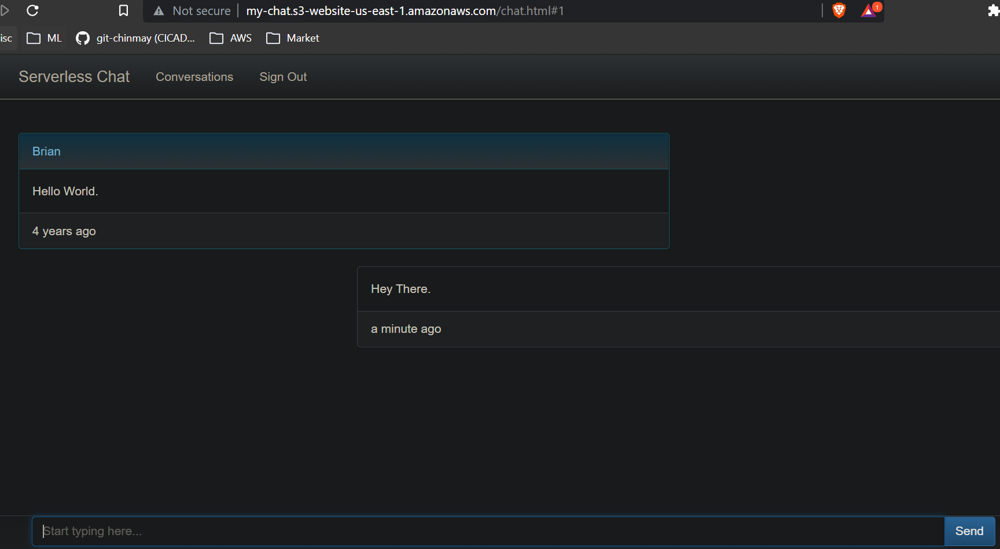 Not secure my-chat.s3-website-us-east-1.amazonaws.com/chat.html#1 1
isc ML git-chinmay (CICAD... AWS Market
Serverless Chat Conversations Sign Out
Brian
Hello World.
4 years ago
Hey There.
a minute ago
Start typing here... Send